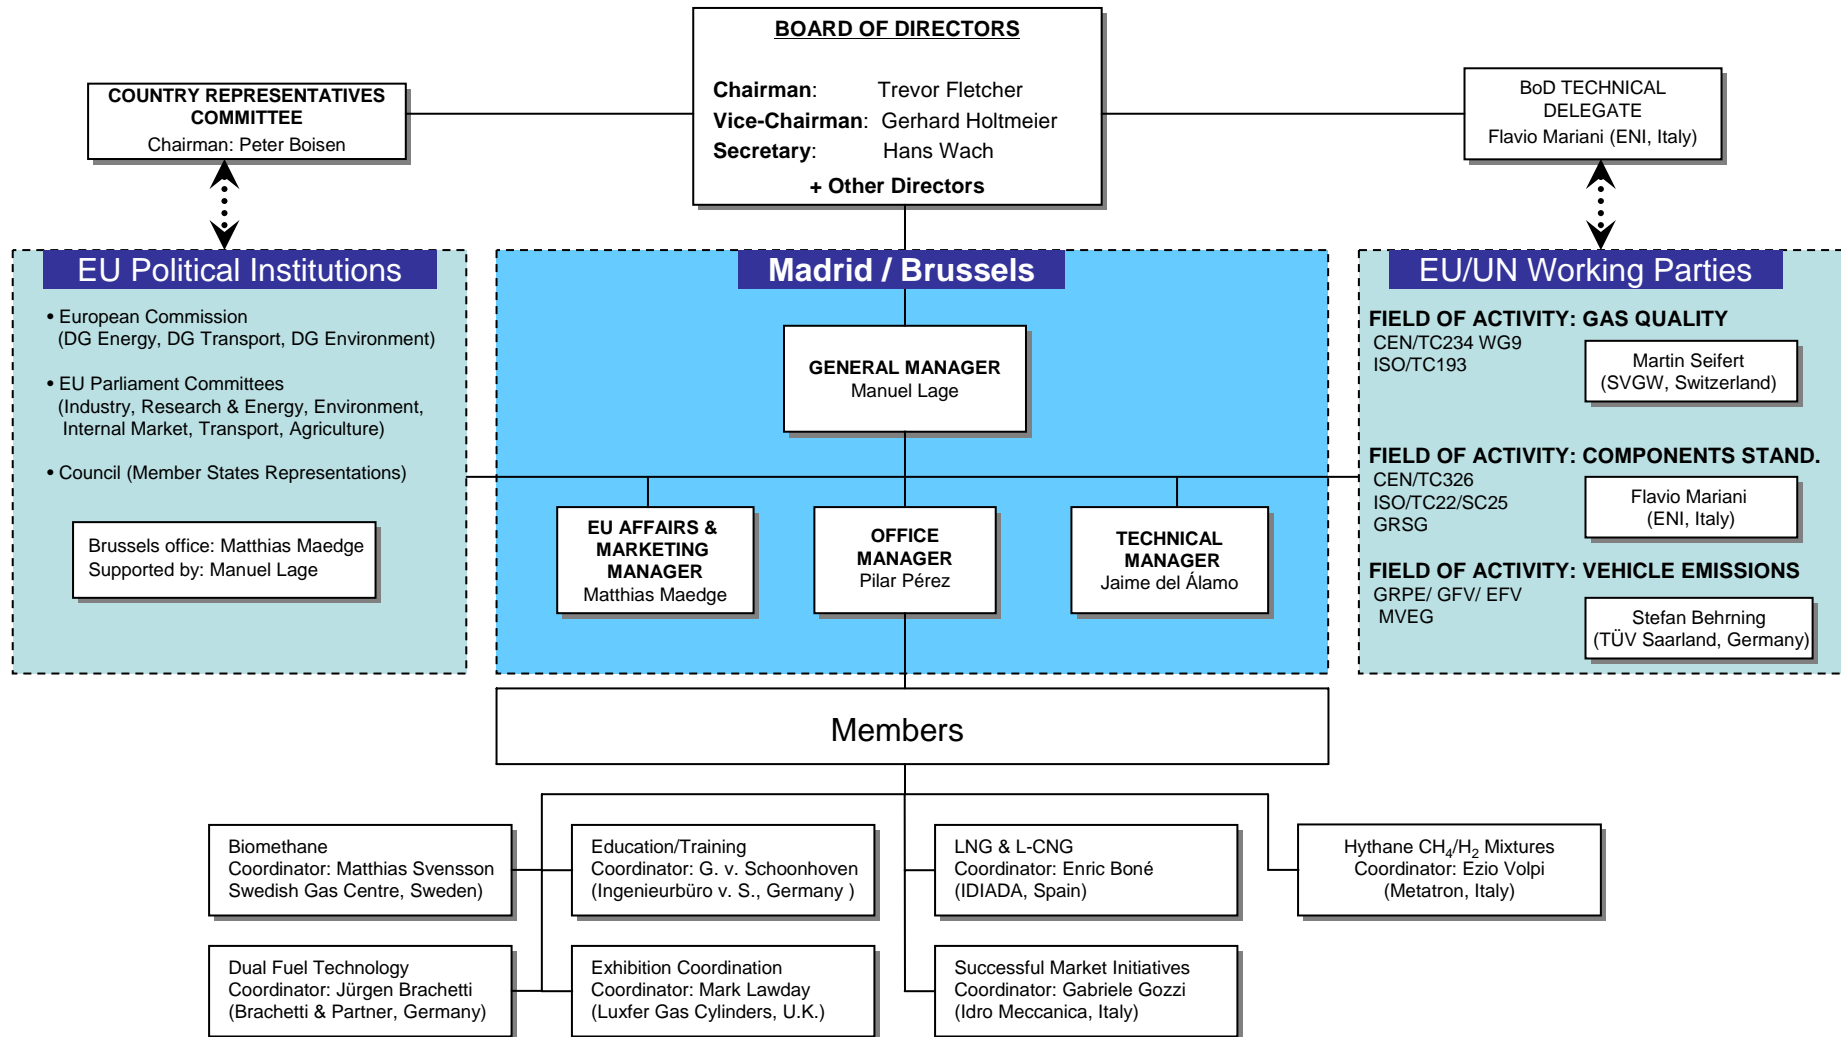 BOARD OF DIRECTORS
Chairman: Trevor Fletcher
Vice-Chairman: Gerhard Holtmeier
Secretary: Hans Wach
+ Other Directors
COUNTRY REPRESENTATIVES
COMMITTEE
Chairman: Peter Boisen
BoD TECHNICAL
DELEGATE
Flavio Mariani (ENI, Italy)
EU Political Institutions
• European Commission
(DG Energy, DG Transport, DG Environment)
• EU Parliament Committees
(Industry, Research & Energy, Environment,
Internal Market, Transport, Agriculture)
• Council (Member States Representations)
Brussels office: Matthias Maedge
Supported by: Manuel Lage
Madrid / Brussels
GENERAL MANAGER
Manuel Lage
EU AFFAIRS &
MARKETING
MANAGER
Matthias Maedge
OFFICE
MANAGER
Pilar Pérez
TECHNICAL
MANAGER
Jaime del Álamo
EU/UN Working Parties
FIELD OF ACTIVITY: GAS QUALITY
CEN/TC234 WG9
ISO/TC193
Martin Seifert
(SVGW, Switzerland)
FIELD OF ACTIVITY: COMPONENTS STAND.
CEN/TC326
ISO/TC22/SC25
GRSG
Flavio Mariani
(ENI, Italy)
FIELD OF ACTIVITY: VEHICLE EMISSIONS
GRPE/ GFV/ EFV
MVEG
Stefan Behrning
(TÜV Saarland, Germany)
Members
Biomethane
Coordinator: Matthias Svensson
Swedish Gas Centre, Sweden)
Education/Training
Coordinator: G. v. Schoonhoven
(Ingenieurbüro v. S., Germany )
LNG & L-CNG
Coordinator: Enric Boné
(IDIADA, Spain)
Hythane CH₄/H₂ Mixtures
Coordinator: Ezio Volpi
(Metatron, Italy)
Dual Fuel Technology
Coordinator: Jürgen Brachetti
(Brachetti & Partner, Germany)
Exhibition Coordination
Coordinator: Mark Lawday
(Luxfer Gas Cylinders, U.K.)
Successful Market Initiatives
Coordinator: Gabriele Gozzi
(Idro Meccanica, Italy)